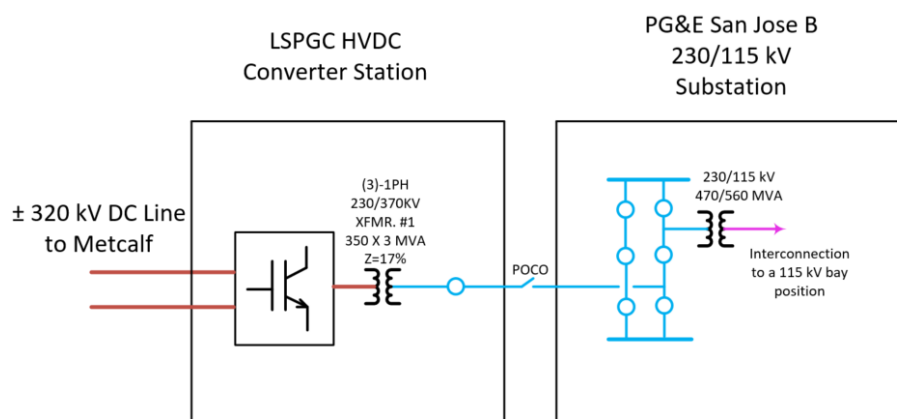 LSPGC HVDC
Converter Station
PG&E San Jose B
230/115 kV
Substation
± 320 kV DC Line
to Metcalf
(3)-1PH
230/370KV
XFMR. #1
350 X 3 MVA
Z=17%
POCO
230/115 kV
470/560 MVA
Interconnection
to a 115 kV bay
position